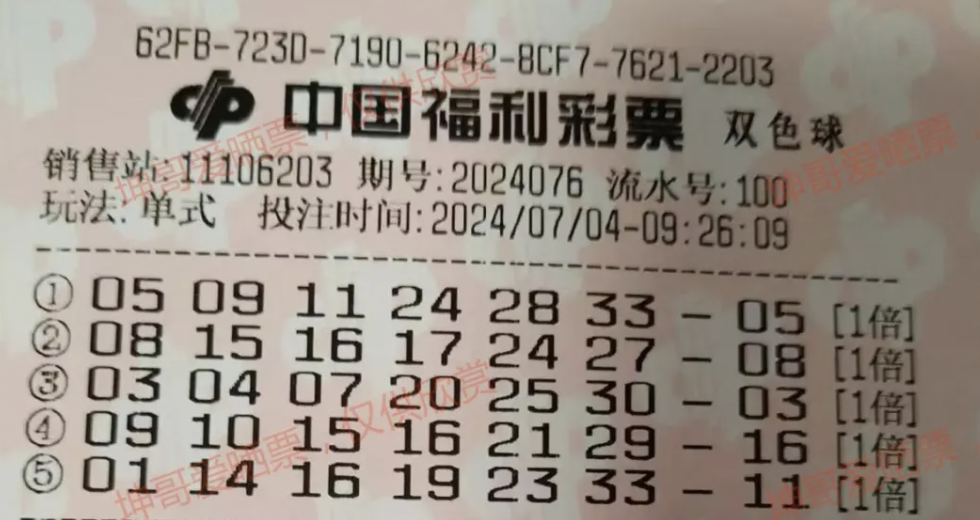 62FB-723D-7190-6242-8CF7-7621-2203
中国福利彩票 双色球
销售站:11106203 期号:2024076 流水号:100
玩法:单式 投注时间:2024/07/04-09:26:09
① 05 09 11 24 28 33 - 05 [1倍]
② 08 15 16 17 24 27 - 08 [1倍]
③ 03 04 07 20 25 30 - 03 [1倍]
④ 09 10 15 16 21 29 - 16 [1倍]
⑤ 01 14 16 19 23 33 - 11 [1倍]
坤哥爱晒票，仅供欣赏
坤哥爱晒票
坤哥爱晒票，仅供欣赏
坤哥爱晒票